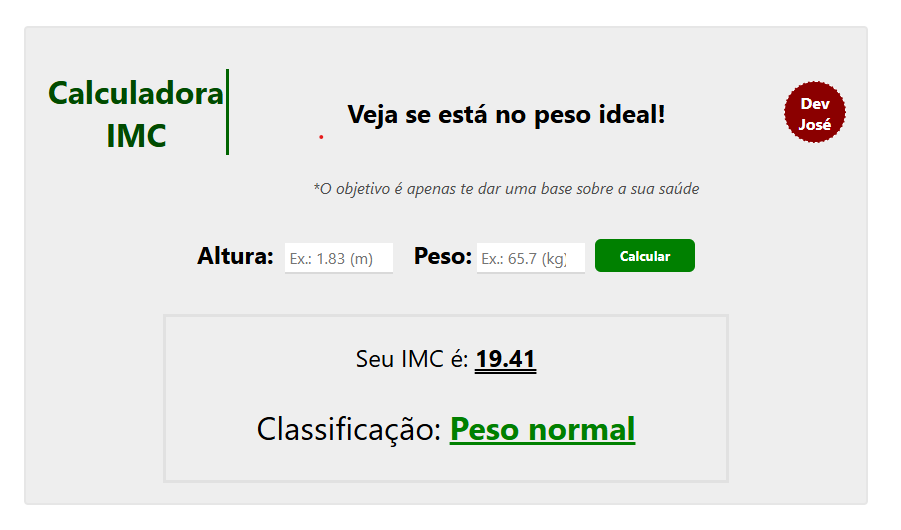 Calculadora
IMC
Veja se está no peso ideal!
Dev
José
*O objetivo é apenas te dar uma base sobre a sua saúde
Altura: Ex.: 1.83 (m) Peso: Ex.: 65.7 (kg) Calcular
Seu IMC é: 19.41
Classificação: Peso normal